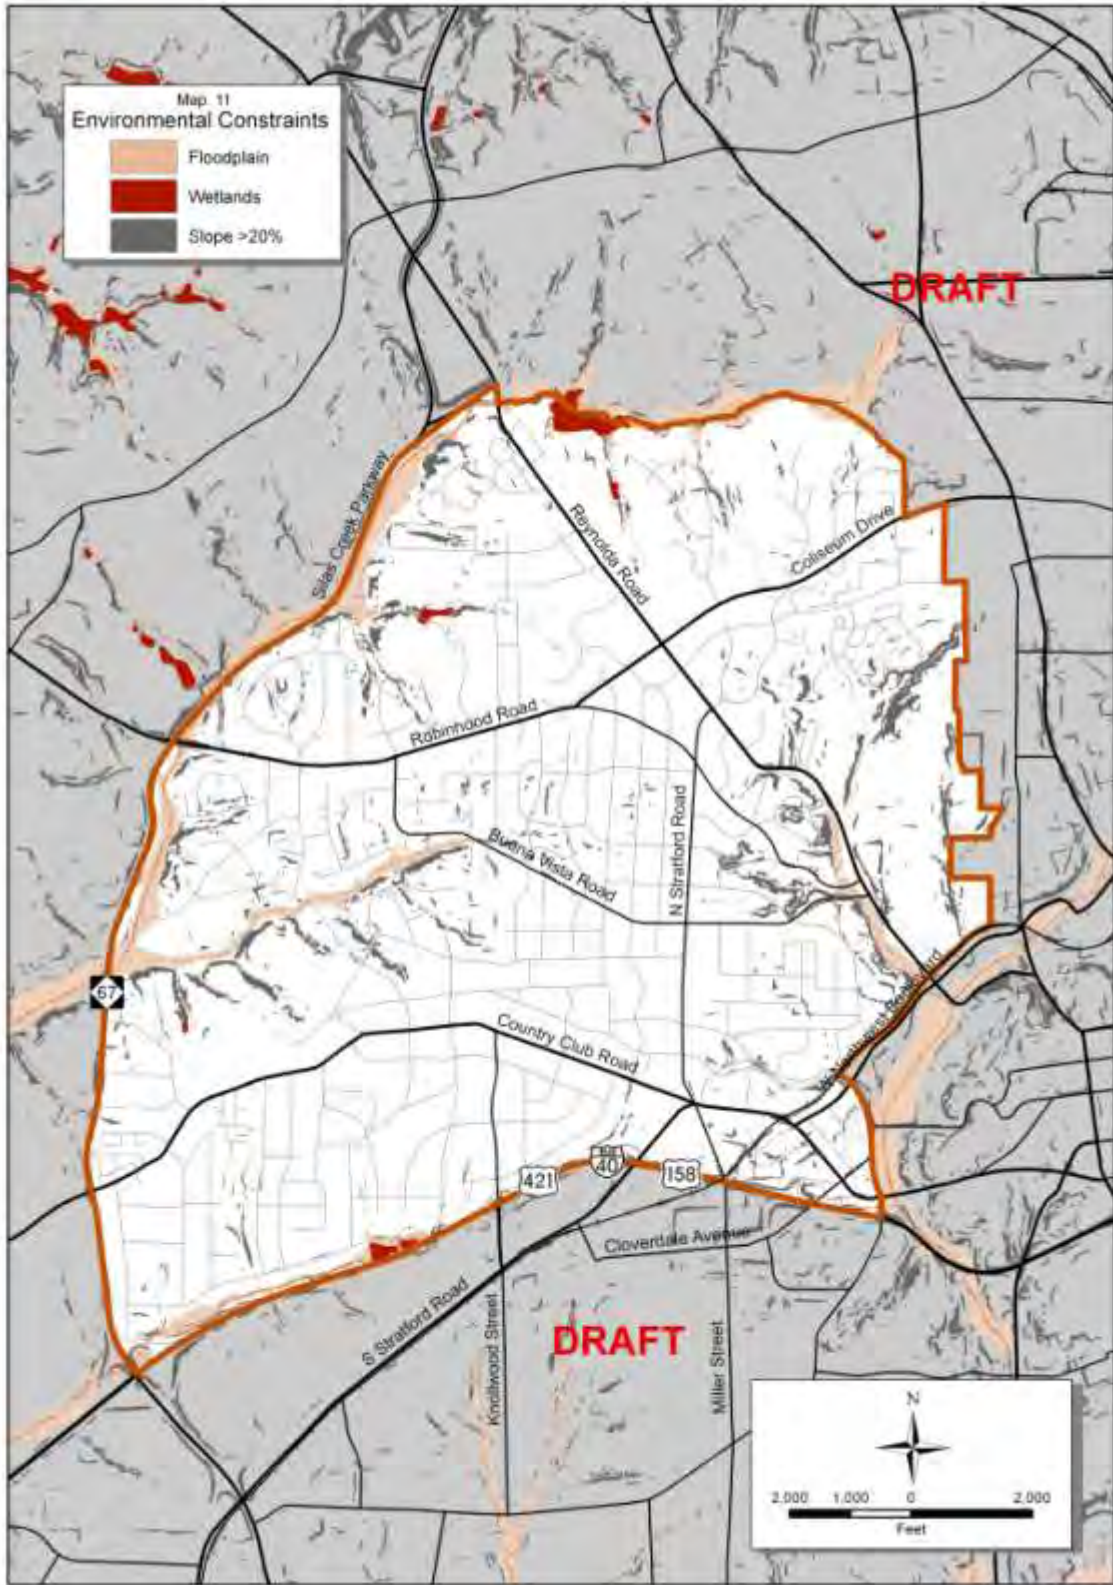 Map. 11
Environmental Constraints
Floodplain
Wetlands
Slope >20%
DRAFT
Silas Creek Parkway
Reynolda Road
Coliseum Drive
Robinhood Road
N Stratford Road
Buena Vista Road
67
Country Club Road
421
40
158
Cloverdale Avenue
S Stratford Road
Knollwood Street
DRAFT
Miller Street
N
2,000 1,000 0 2,000
Feet